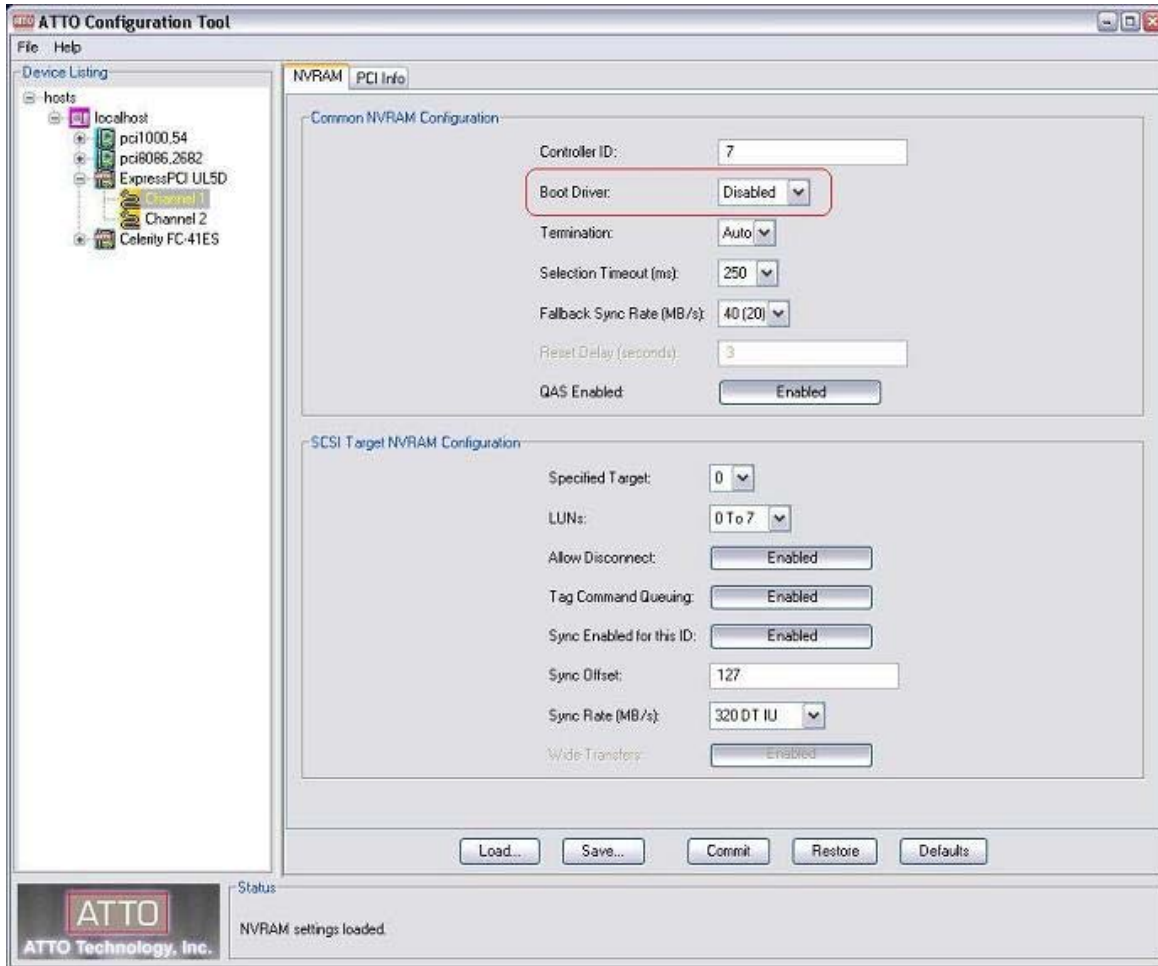 ATTO Configuration Tool
File Help
Device Listing
hosts
localhost
pci1000,54
pci8086,2682
ExpressPCI UL5D
Channel 1
Channel 2
Celerity FC-41ES
NVRAM PCI Info
Common NVRAM Configuration
Controller ID: 7
Boot Driver: Disabled
Termination: Auto
Selection Timeout (ms): 250
Fallback Sync Rate (MB/s): 40 (20)
Reset Delay (seconds): 3
QAS Enabled: Enabled
SCSI Target NVRAM Configuration
Specified Target: 0
LUNs: 0 To 7
Allow Disconnect: Enabled
Tag Command Queuing: Enabled
Sync Enabled for this ID: Enabled
Sync Offset: 127
Sync Rate (MB/s): 320 DT IU
Wide Transfers: Enabled
Load... Save... Commit Restore Defaults
ATTO
ATTO Technology, Inc.
Status
NVRAM settings loaded.